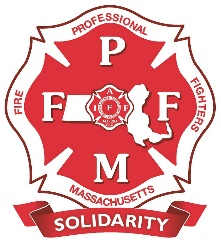 PROFESSIONAL
FIRE
FIGHTERS
MASSACHUSETTS
P
F F
M
SOLIDARITY